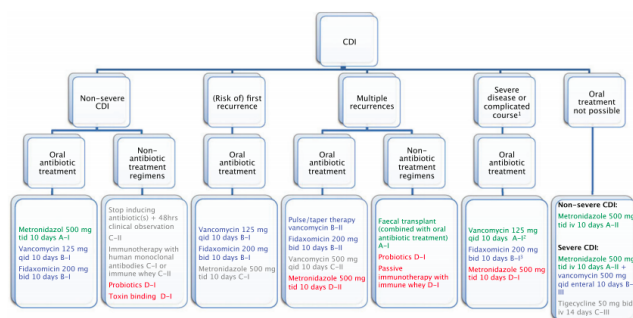 CDI
Non-severe
CDI
(Risk of) first
recurrence
Multiple
recurrences
Severe
disease or
complicated
course1
Oral
treatment
not possible
Oral
antibiotic
treatment
Non-
antibiotic
treatment
regimens
Oral antibiotic
treatment
Oral
antibiotic
treatment
Non-
antibiotic
treatment
regimens
Oral
antibiotic
treatment
Metronidazol 500 mg
tid 10 days A-I
Vancomycin 125 mg
qid 10 days B-I
Fidaxomicin 200 mg
bid 10 days B-I
Stop inducing
antibiotic(s) + 48hrs
clinical observation
C-II
Immunotherapy with
human monoclonal
antibodies C-I or
immune whey C-II
Probiotics D-I
Toxin binding D-I
Vancomycin 125 mg
qid 10 days B-I
Fidaxomicin 200 mg
bid 10 days B-I
Metronidazole 500 mg
tid 10 days C-I
Pulse/taper therapy
vancomycin B-II
Fidaxomicin 200 mg
bid 10 days B-II
Vancomycin 500 mg
qid 10 days C-II
Metronidazole 500 mg
tid 10 days D-II
Faecal transplant
(combined with oral
antibiotic treatment)
A-I
Probiotics D-I
Passive
immunotherapy with
immune whey D-I
Vancomycin 125 mg
qid 10 days A-I2
Fidaxomicin 200 mg
bid 10 days B-I3
Metronidazole 500 mg
tid 10 days D-I
Non-severe CDI:
Metronidazole 500 mg
tid iv 10 days A-II
Severe CDI:
Metronidazole 500 mg
tid iv 10 days A-II +
vancomycin 500 mg
qid enteral 10 days B-
III
Tigecycline 50 mg bid
iv 14 days C-III